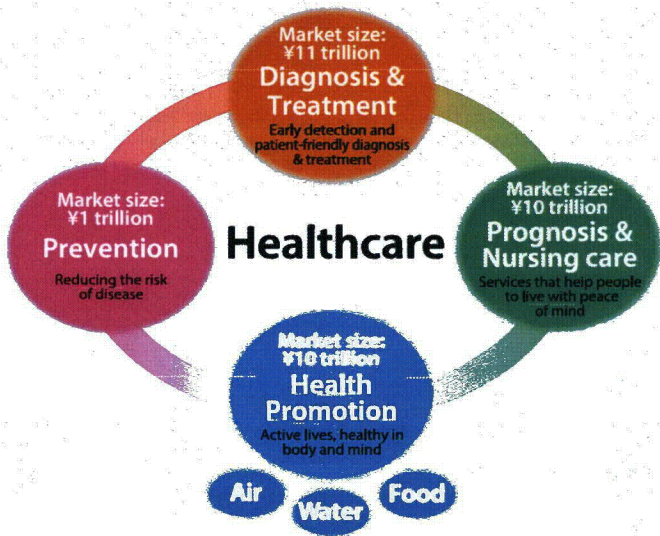 Market size:
¥11 trillion
Diagnosis &
Treatment
Early detection and
patient-friendly diagnosis
& treatment
Market size:
¥1 trillion
Prevention
Reducing the risk
of disease
Healthcare
Market size:
¥10 trillion
Prognosis &
Nursing care
Services that help people
to live with peace
of mind
Market size:
¥10 trillion
Health
Promotion
Active lives, healthy in
body and mind
Air
Water
Food